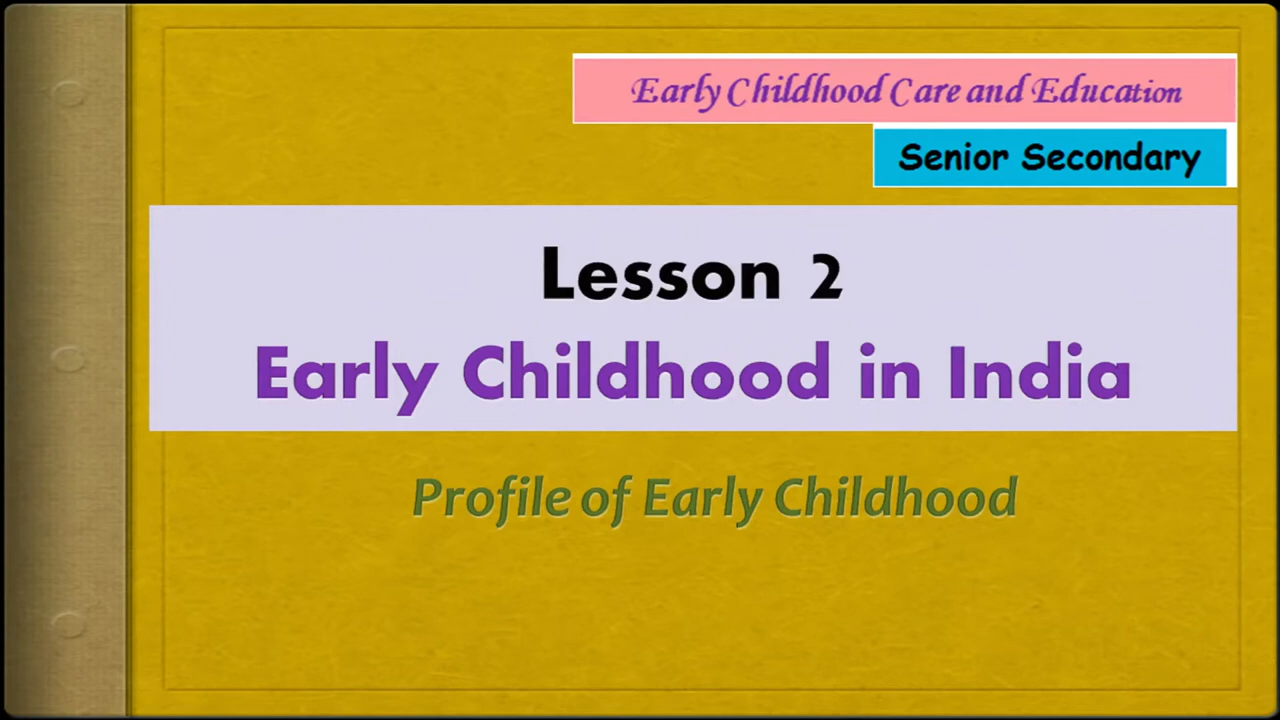 Early Childhood Care and Education
Senior Secondary
Lesson 2
Early Childhood in India
Profile of Early Childhood